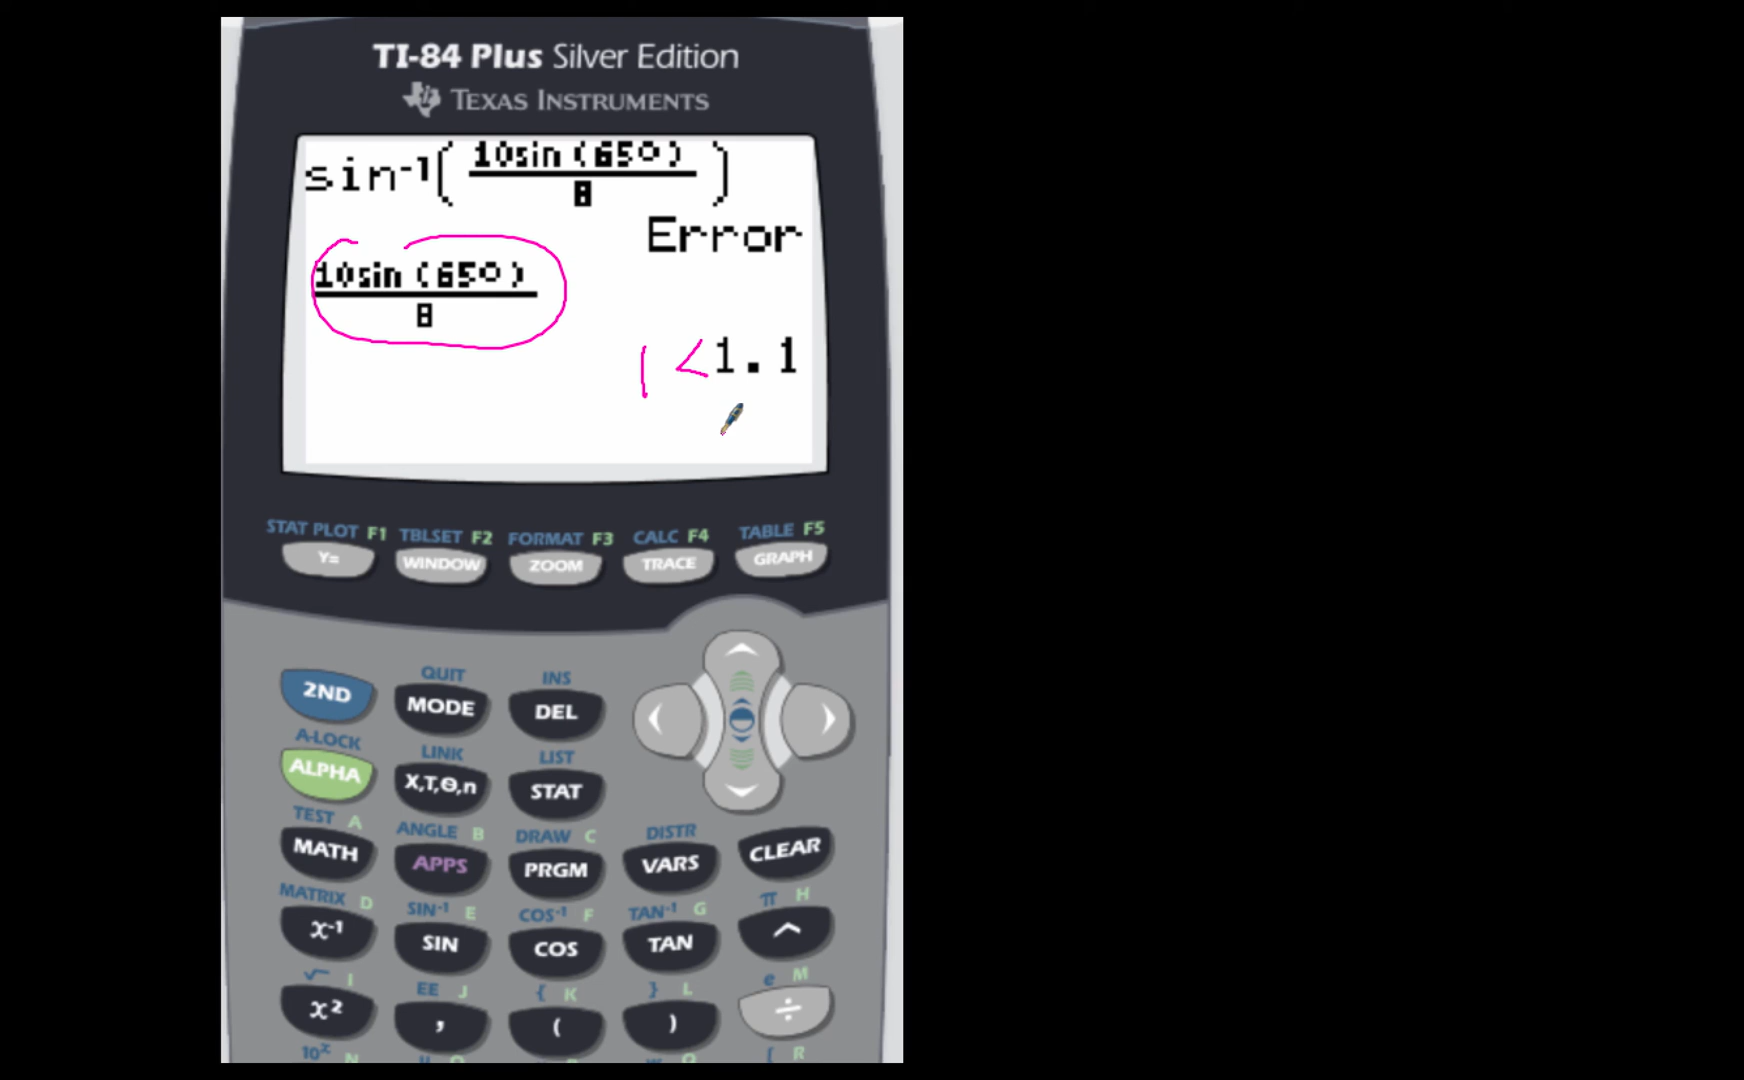 TI-84 Plus Silver Edition
TEXAS INSTRUMENTS
sin⁻¹(10sin(65°)/8)
Error
10sin(65°)/8
1 < 1.1
STAT PLOT F1 TBLSET F2 FORMAT F3 CALC F4 TABLE F5
Y= WINDOW ZOOM TRACE GRAPH
QUIT INS
2ND MODE DEL
A-LOCK LINK LIST
ALPHA X,T,Θ,n STAT
TEST A ANGLE B DRAW C DISTR
MATH APPS PRGM VARS CLEAR
MATRIX D SIN⁻¹ E COS⁻¹ F TAN⁻¹ G π H
x⁻¹ SIN COS TAN ^
√ I EE J { K } L e M
x² , ( ) ÷
10ˣ N [ R